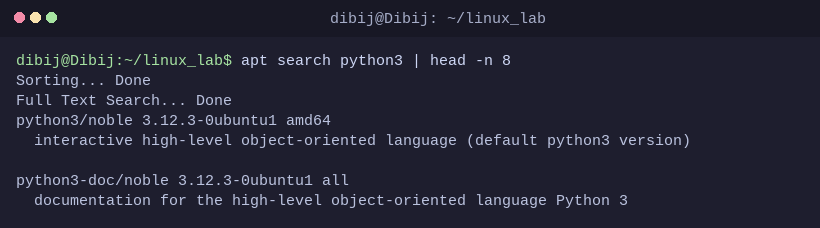 dibij@Dibij: ~/linux_lab
dibij@Dibij:~/linux_lab$ apt search python3 | head -n 8
Sorting... Done
Full Text Search... Done
python3/noble 3.12.3-0ubuntu1 amd64
  interactive high-level object-oriented language (default python3 version)

python3-doc/noble 3.12.3-0ubuntu1 all
  documentation for the high-level object-oriented language Python 3